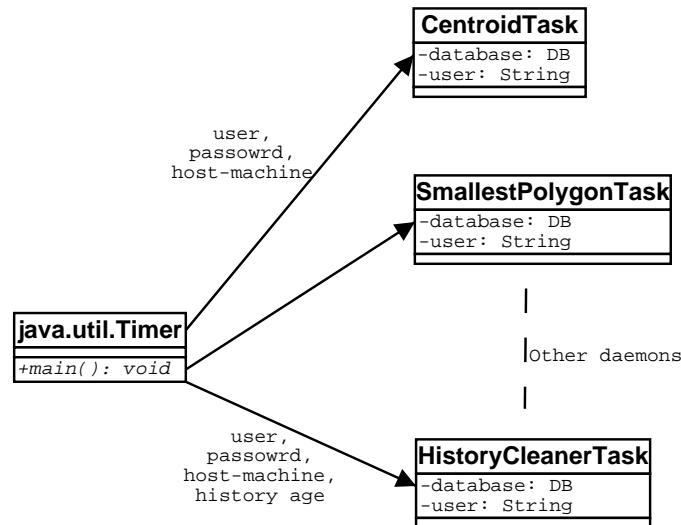 CentroidTask
-database: DB
-user: String
user,
passowrd,
host-machine
SmallestPolygonTask
-database: DB
-user: String
java.util.Timer
+main(): void
Other daemons
user,
passowrd,
host-machine,
history age
HistoryCleanerTask
-database: DB
-user: String